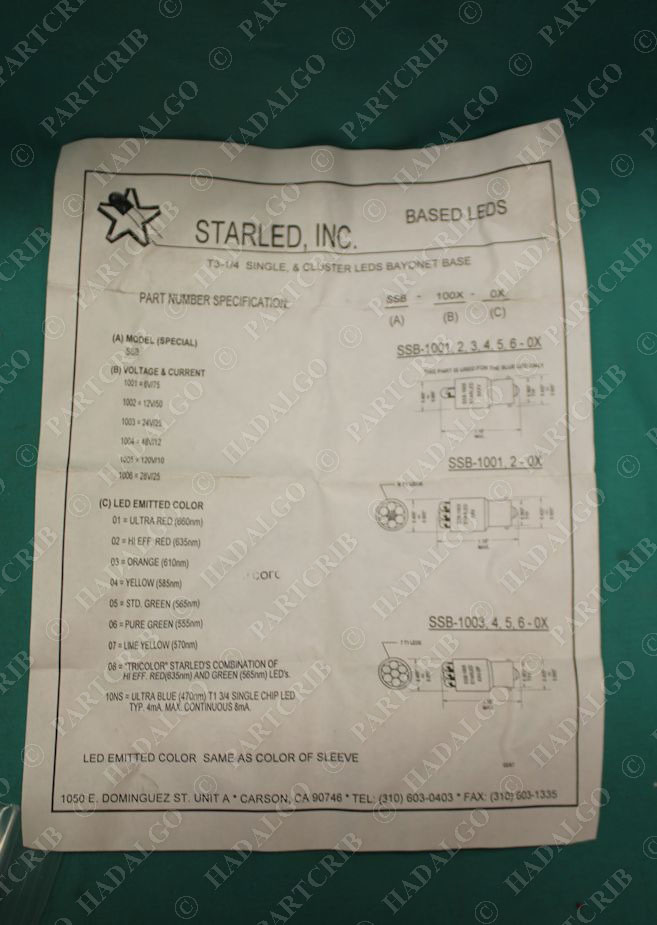 STARLED, INC.
BASED LEDS
T3-1/4 SINGLE, & CLUSTER LEDS BAYONET BASE
PART NUMBER SPECIFICATION:
SSB - 100X - 0X
(A) (B) (C)
(A) MODEL (SPECIAL)
SSB
(B) VOLTAGE & CURRENT
1001 = 6V/75
1002 = 12V/50
1003 = 24V/25
1004 = 48V/12
1005 = 120V/10
1006 = 28V/25
(C) LED EMITTED COLOR
01 = ULTRA RED (660nm)
02 = HI EFF RED (635nm)
03 = ORANGE (610nm)
04 = YELLOW (585nm)
05 = STD. GREEN (565nm)
06 = PURE GREEN (555nm)
07 = LIME YELLOW (570nm)
08 = "TRICOLOR" STARLED'S COMBINATION OF
HI EFF. RED(635nm) AND GREEN (565nm) LED's.
10NS = ULTRA BLUE (470nm) T1 3/4 SINGLE CHIP LED.
TYP. 4mA. MAX. CONTINUOUS 8mA.
SSB-1001, 2, 3, 4, 5, 6 - 0X
THIS PART IS USED FOR THE BLUE LED ONLY
SSB-1001, 2 - 0X
SSB-1003, 4, 5, 6 - 0X
LED EMITTED COLOR SAME AS COLOR OF SLEEVE
1050 E. DOMINGUEZ ST. UNIT A * CARSON, CA 90746 * TEL: (310) 603-0403 * FAX: (310) 603-1335
© HADALGO PARTCRIB